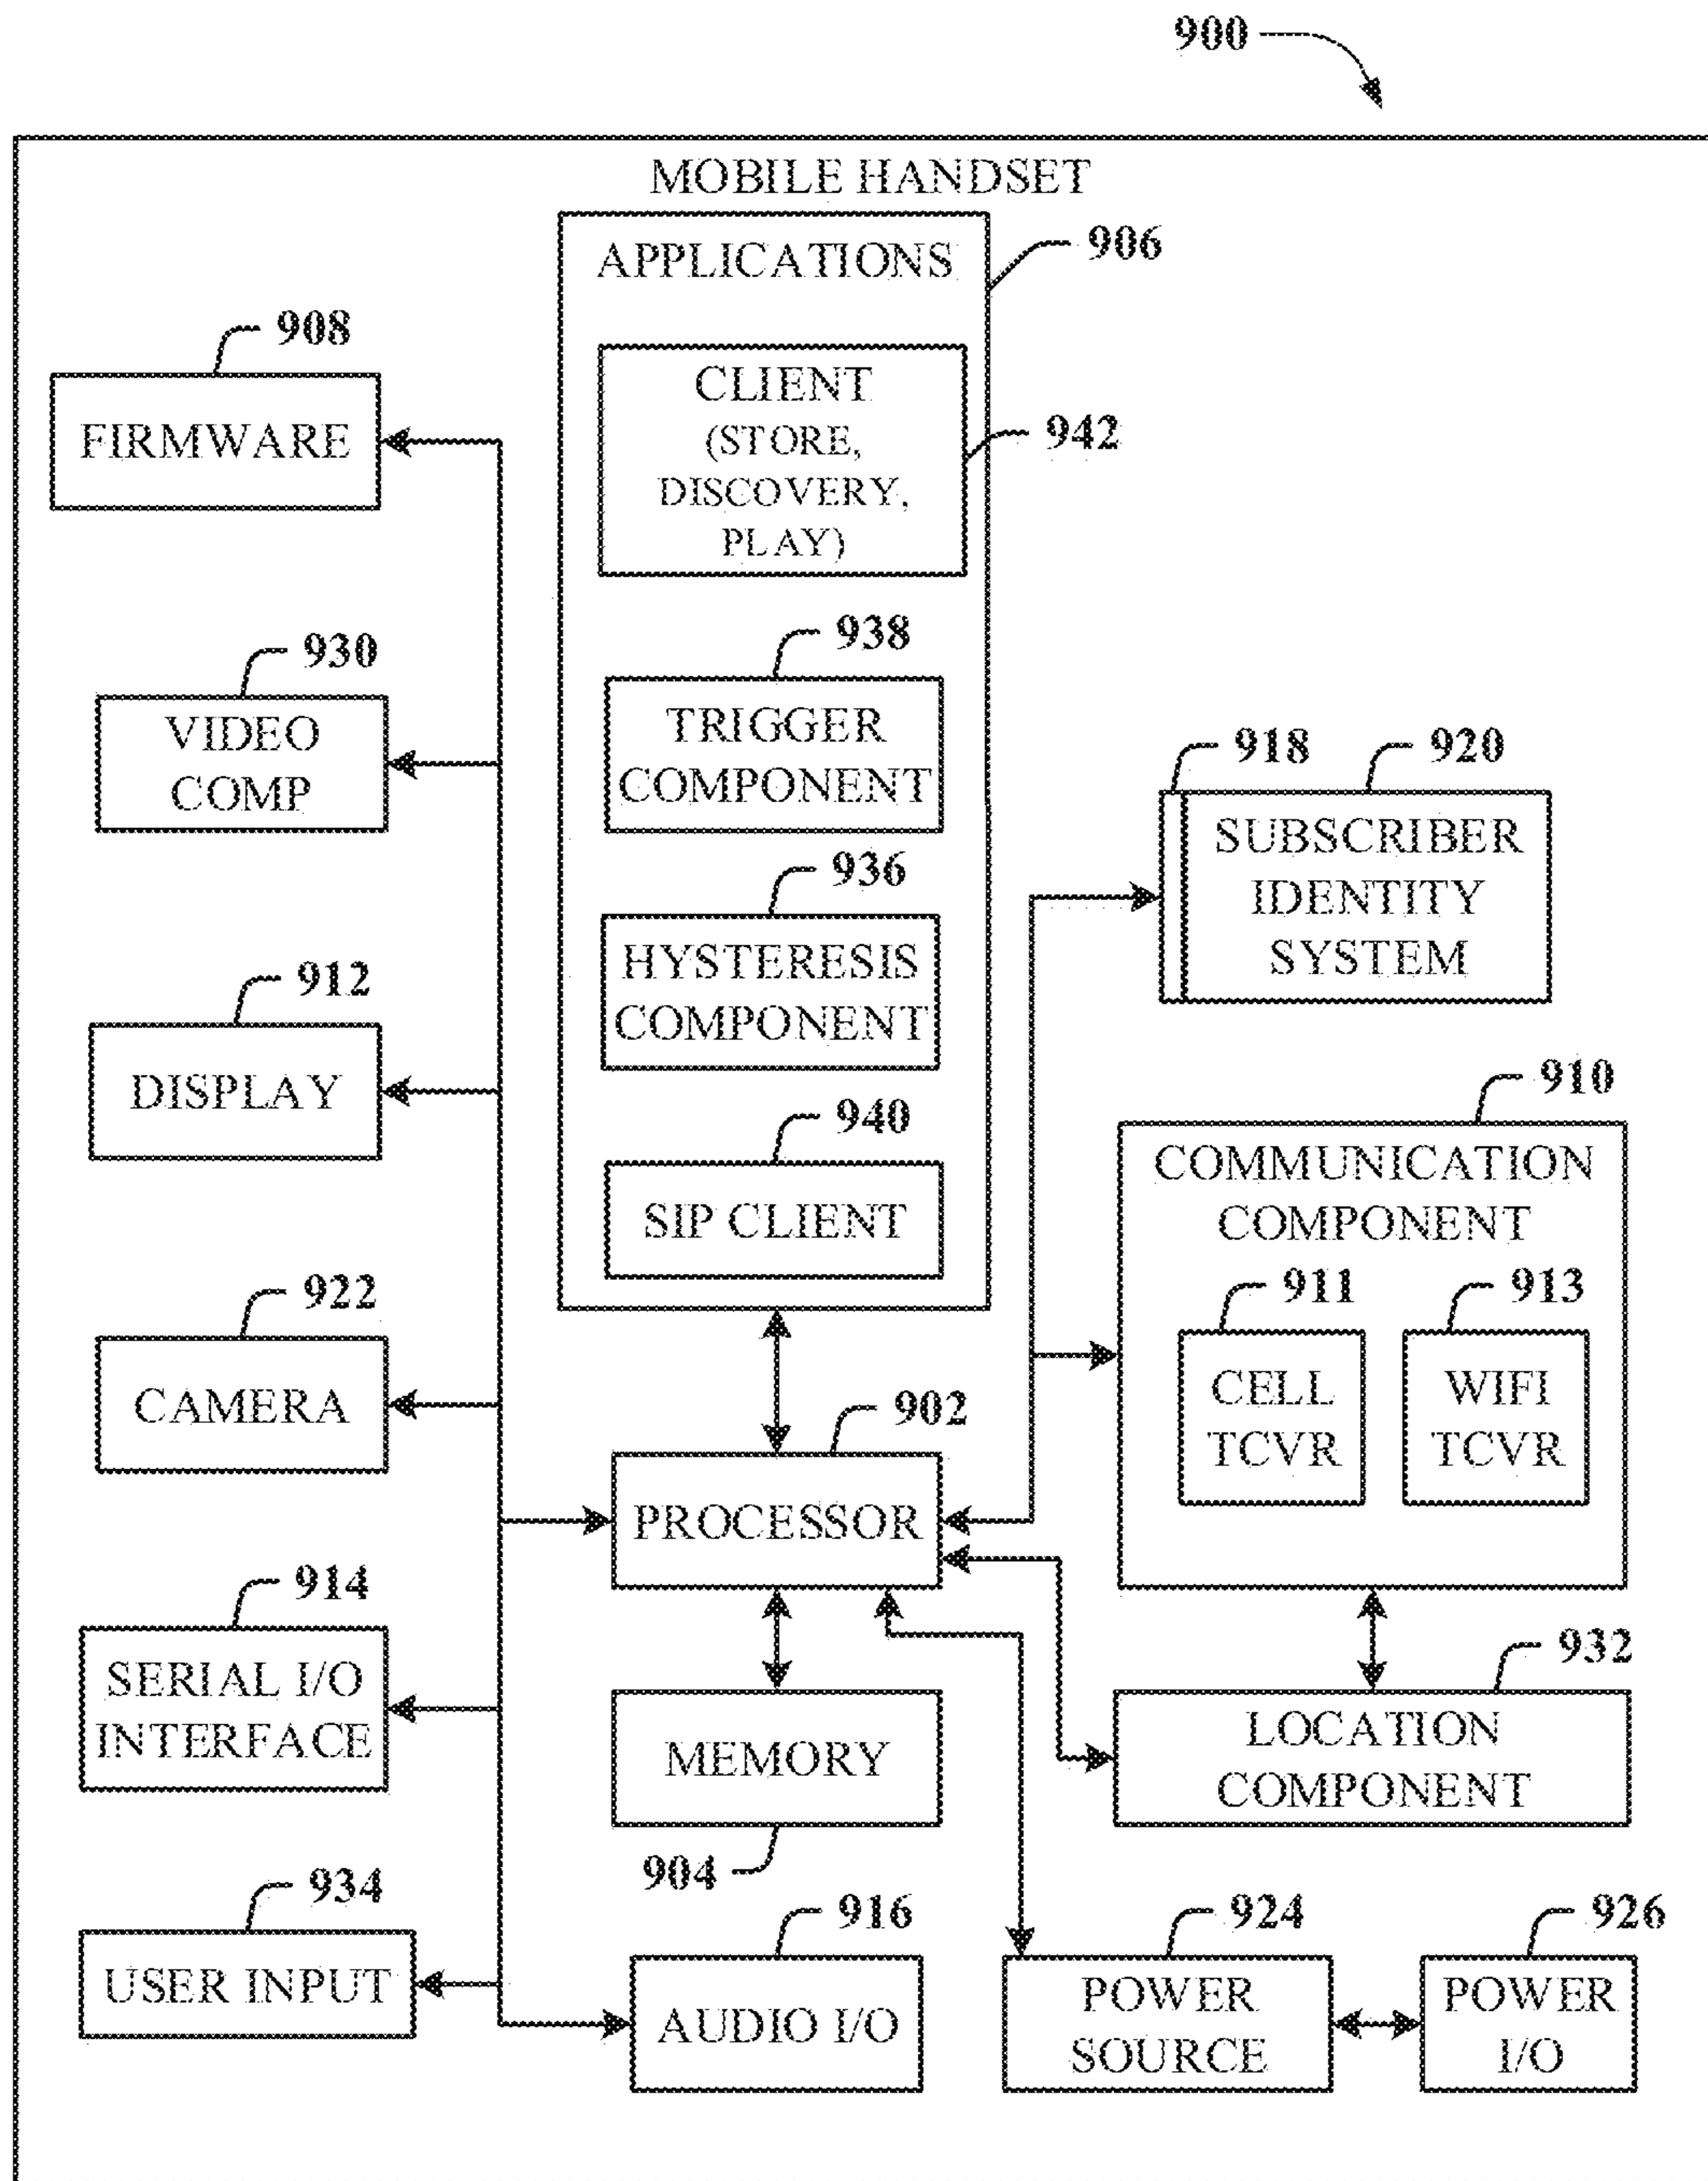 900
MOBILE HANDSET
APPLICATIONS
906
CLIENT
(STORE,
DISCOVERY,
PLAY)
942
938
TRIGGER
COMPONENT
936
HYSTERESIS
COMPONENT
940
SIP CLIENT
908
FIRMWARE
930
VIDEO
COMP
912
DISPLAY
922
CAMERA
914
SERIAL I/O
INTERFACE
934
USER INPUT
902
PROCESSOR
MEMORY
904
916
AUDIO I/O
918
920
SUBSCRIBER
IDENTITY
SYSTEM
910
COMMUNICATION
COMPONENT
911
CELL
TCVR
913
WIFI
TCVR
932
LOCATION
COMPONENT
924
POWER
SOURCE
926
POWER
I/O